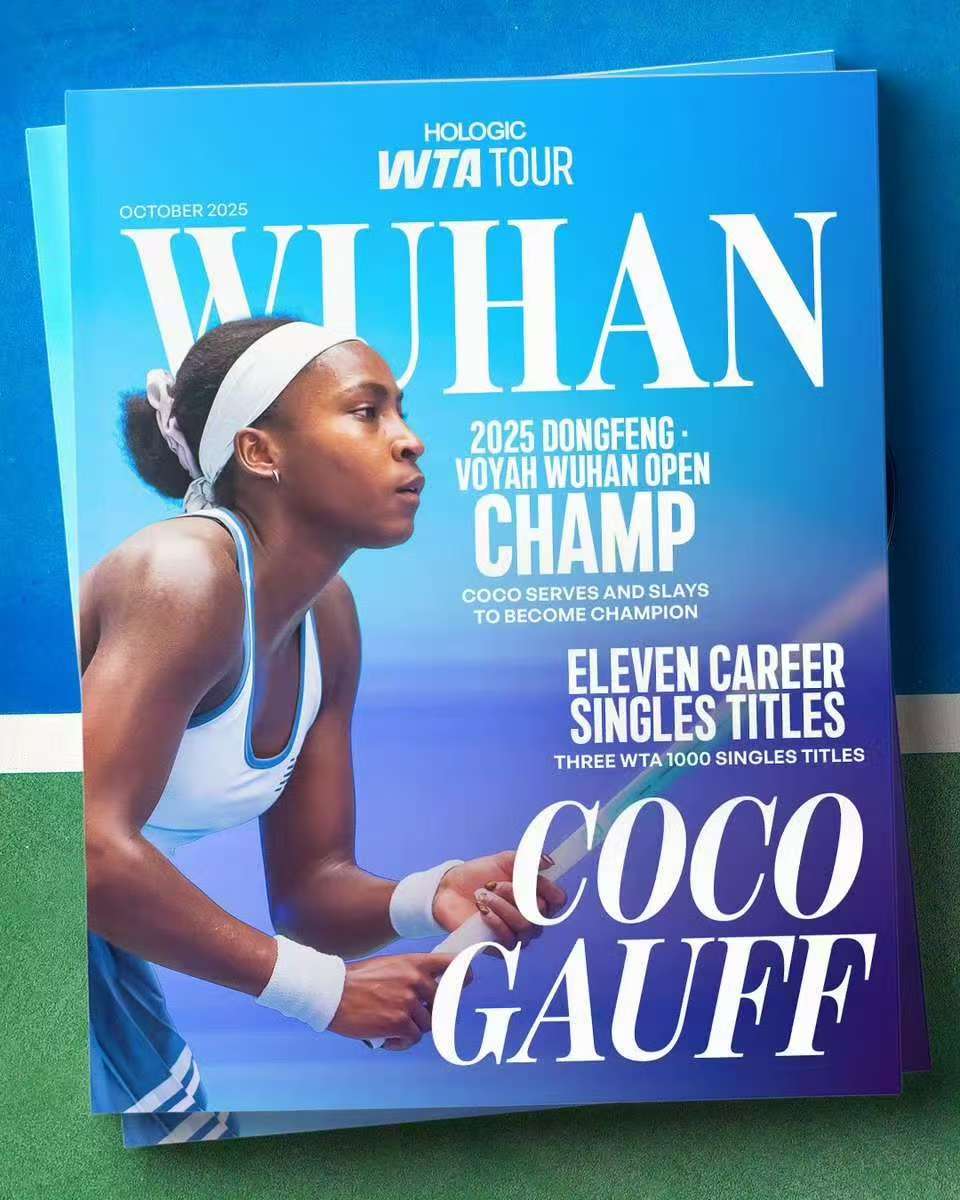 HOLOGIC
WTA TOUR
OCTOBER 2025
WUHAN
2025 DONGFENG ·
VOYAH WUHAN OPEN
CHAMP
COCO SERVES AND SLAYS
TO BECOME CHAMPION
ELEVEN CAREER
SINGLES TITLES
THREE WTA 1000 SINGLES TITLES
COCO
GAUFF